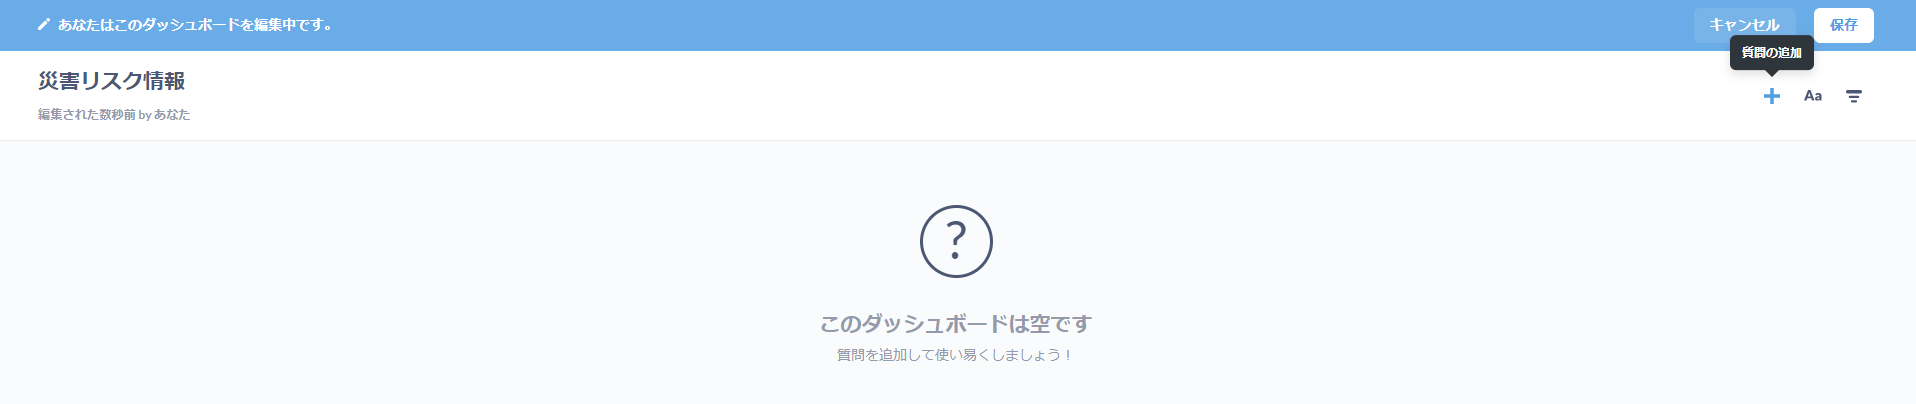 あなたはこのダッシュボードを編集中です。
キャンセル
保存
質問の追加
災害リスク情報
編集された数秒前 by あなた
Aa
?
このダッシュボードは空です
質問を追加して使い易くしましょう！